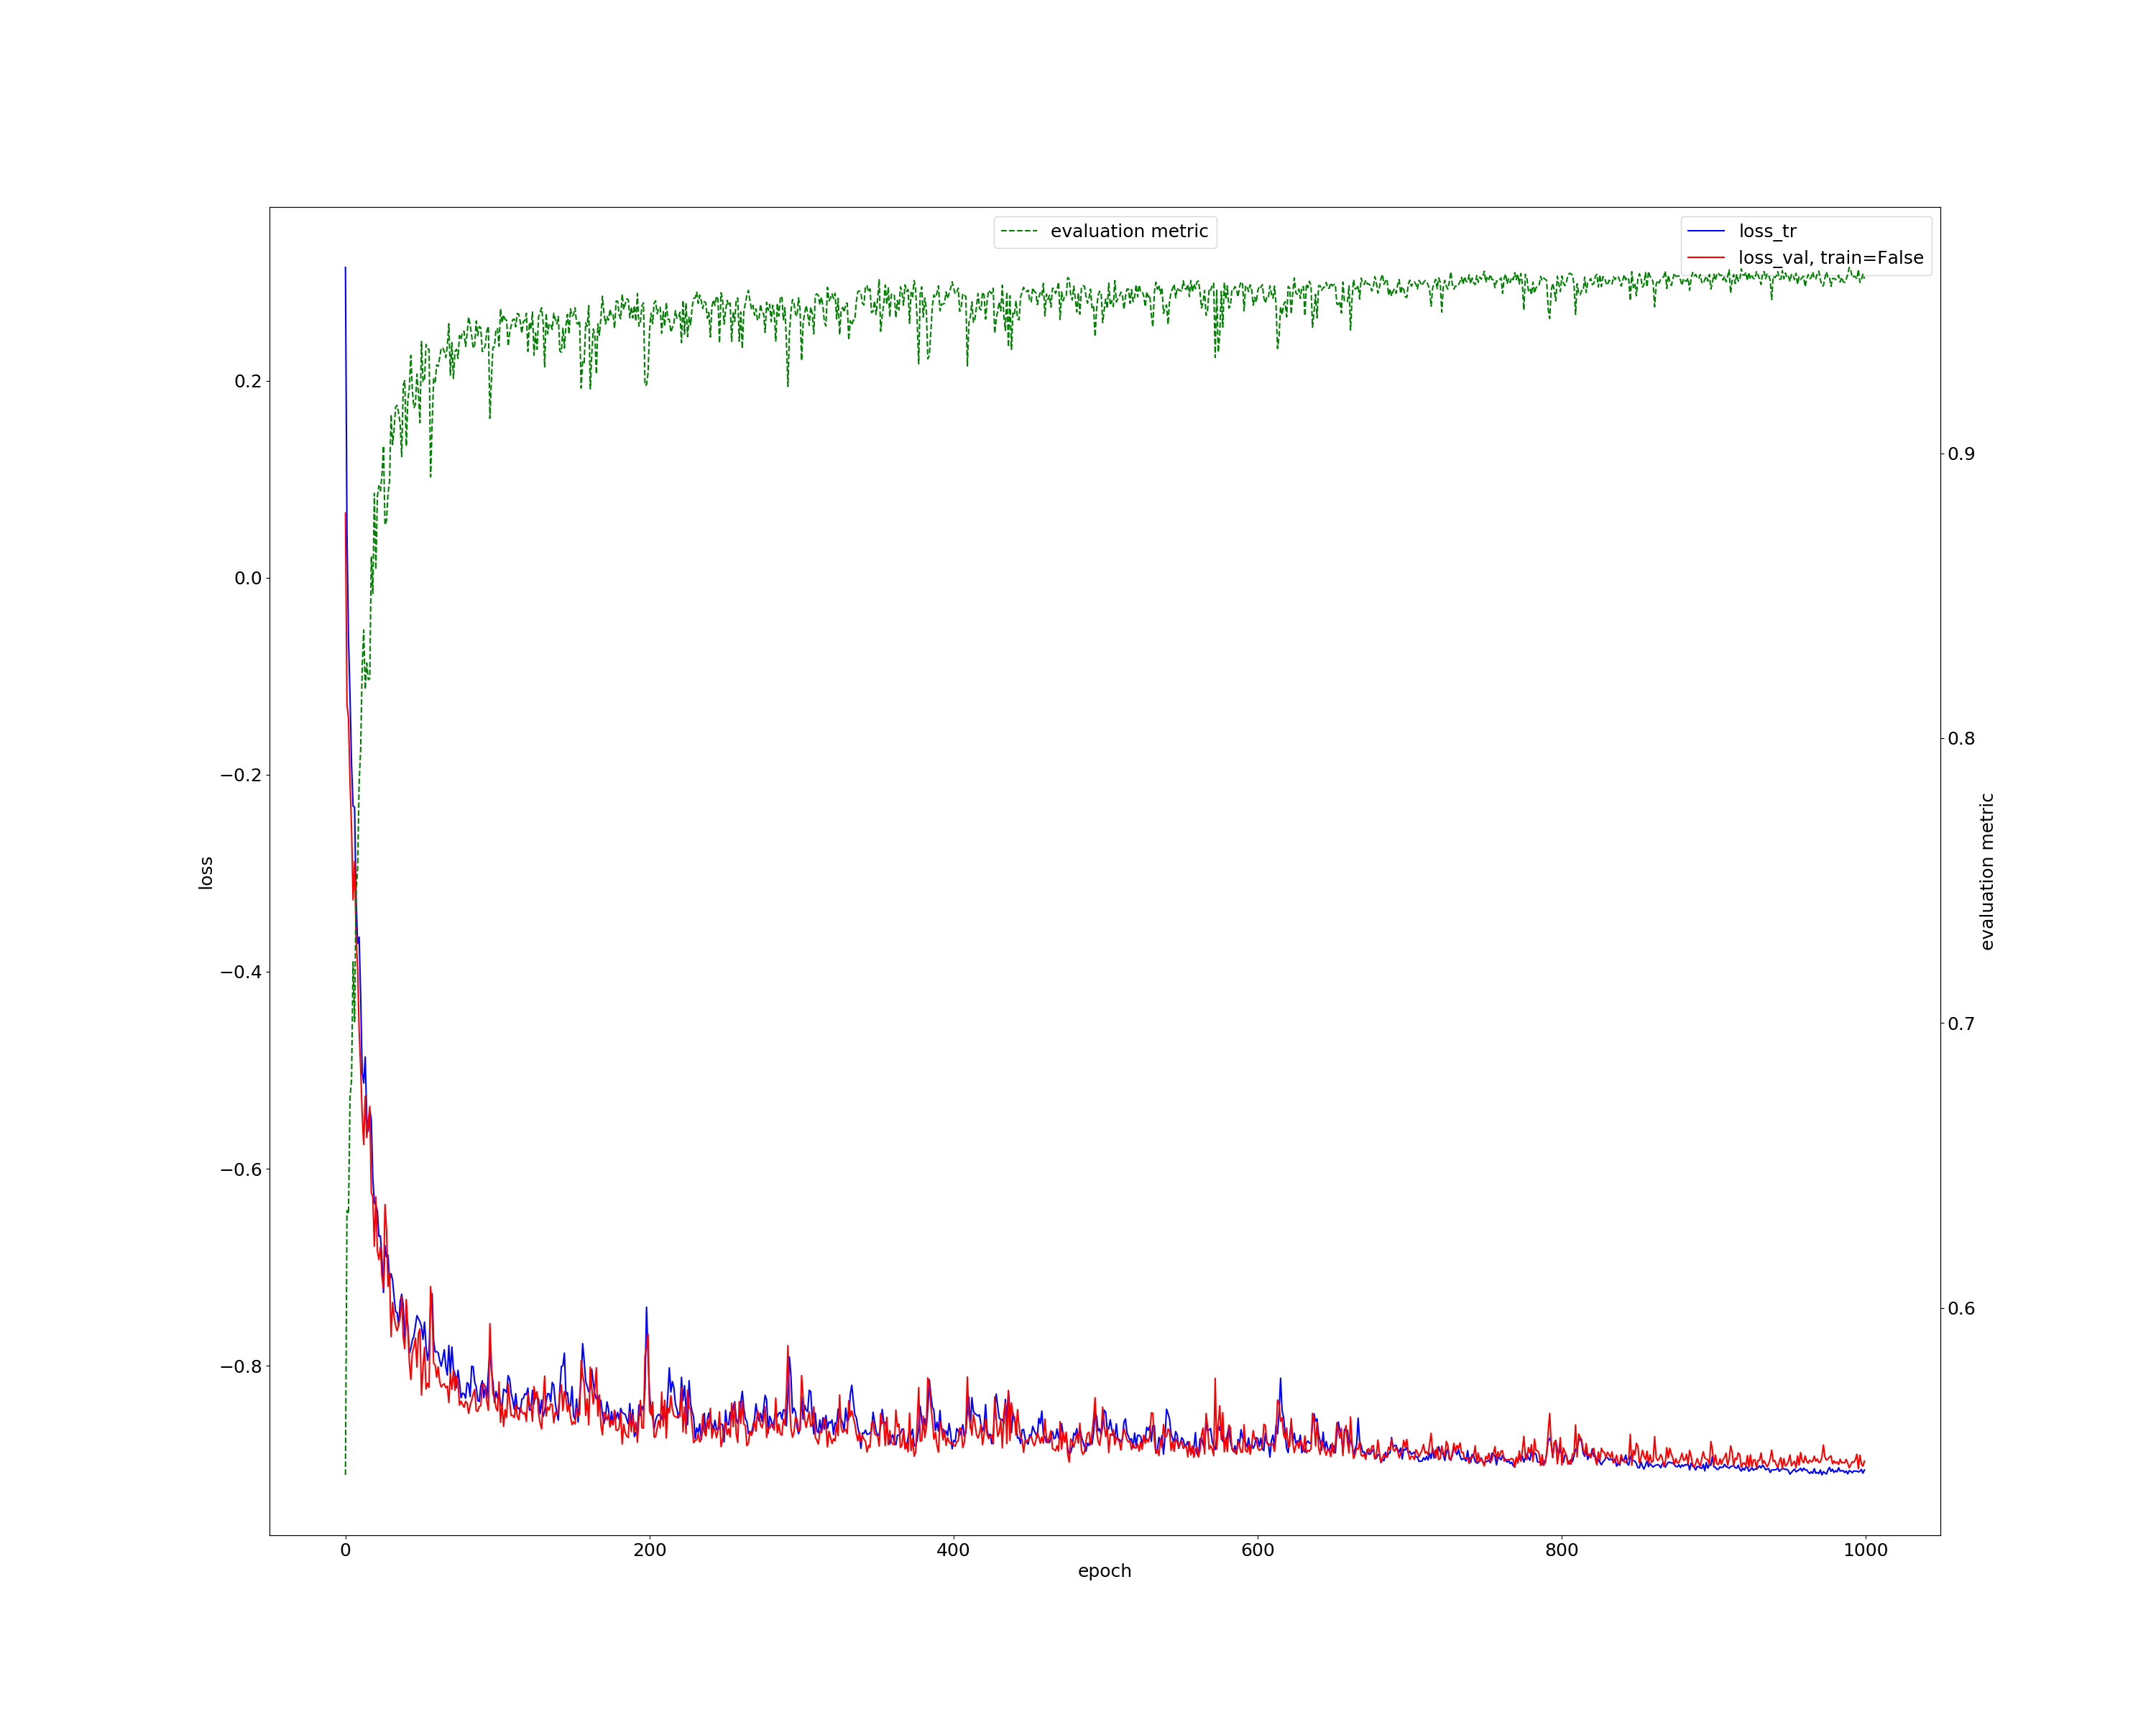 evaluation metric
loss_tr
loss_val, train=False
0.2
0.0
−0.2
−0.4
−0.6
−0.8
loss
0.9
0.8
0.7
0.6
evaluation metric
0 200 400 600 800 1000
epoch